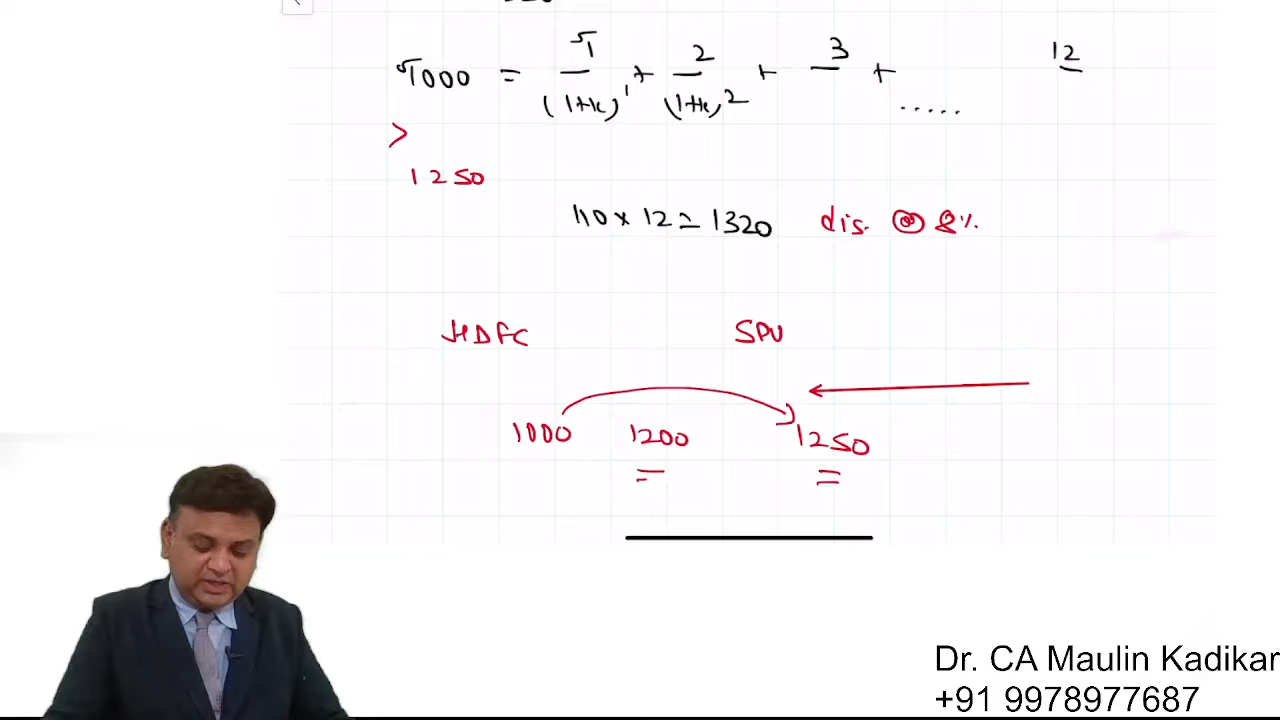 1000 = 1/(1+k)^1 + 2/(1+k)^2 + 3 + ..... 12
>
1250
110 x 12 = 1320 dis. @ 8%
HDFC SPV
1000 1200 1250
Dr. CA Maulin Kadikar
+91 9978977687